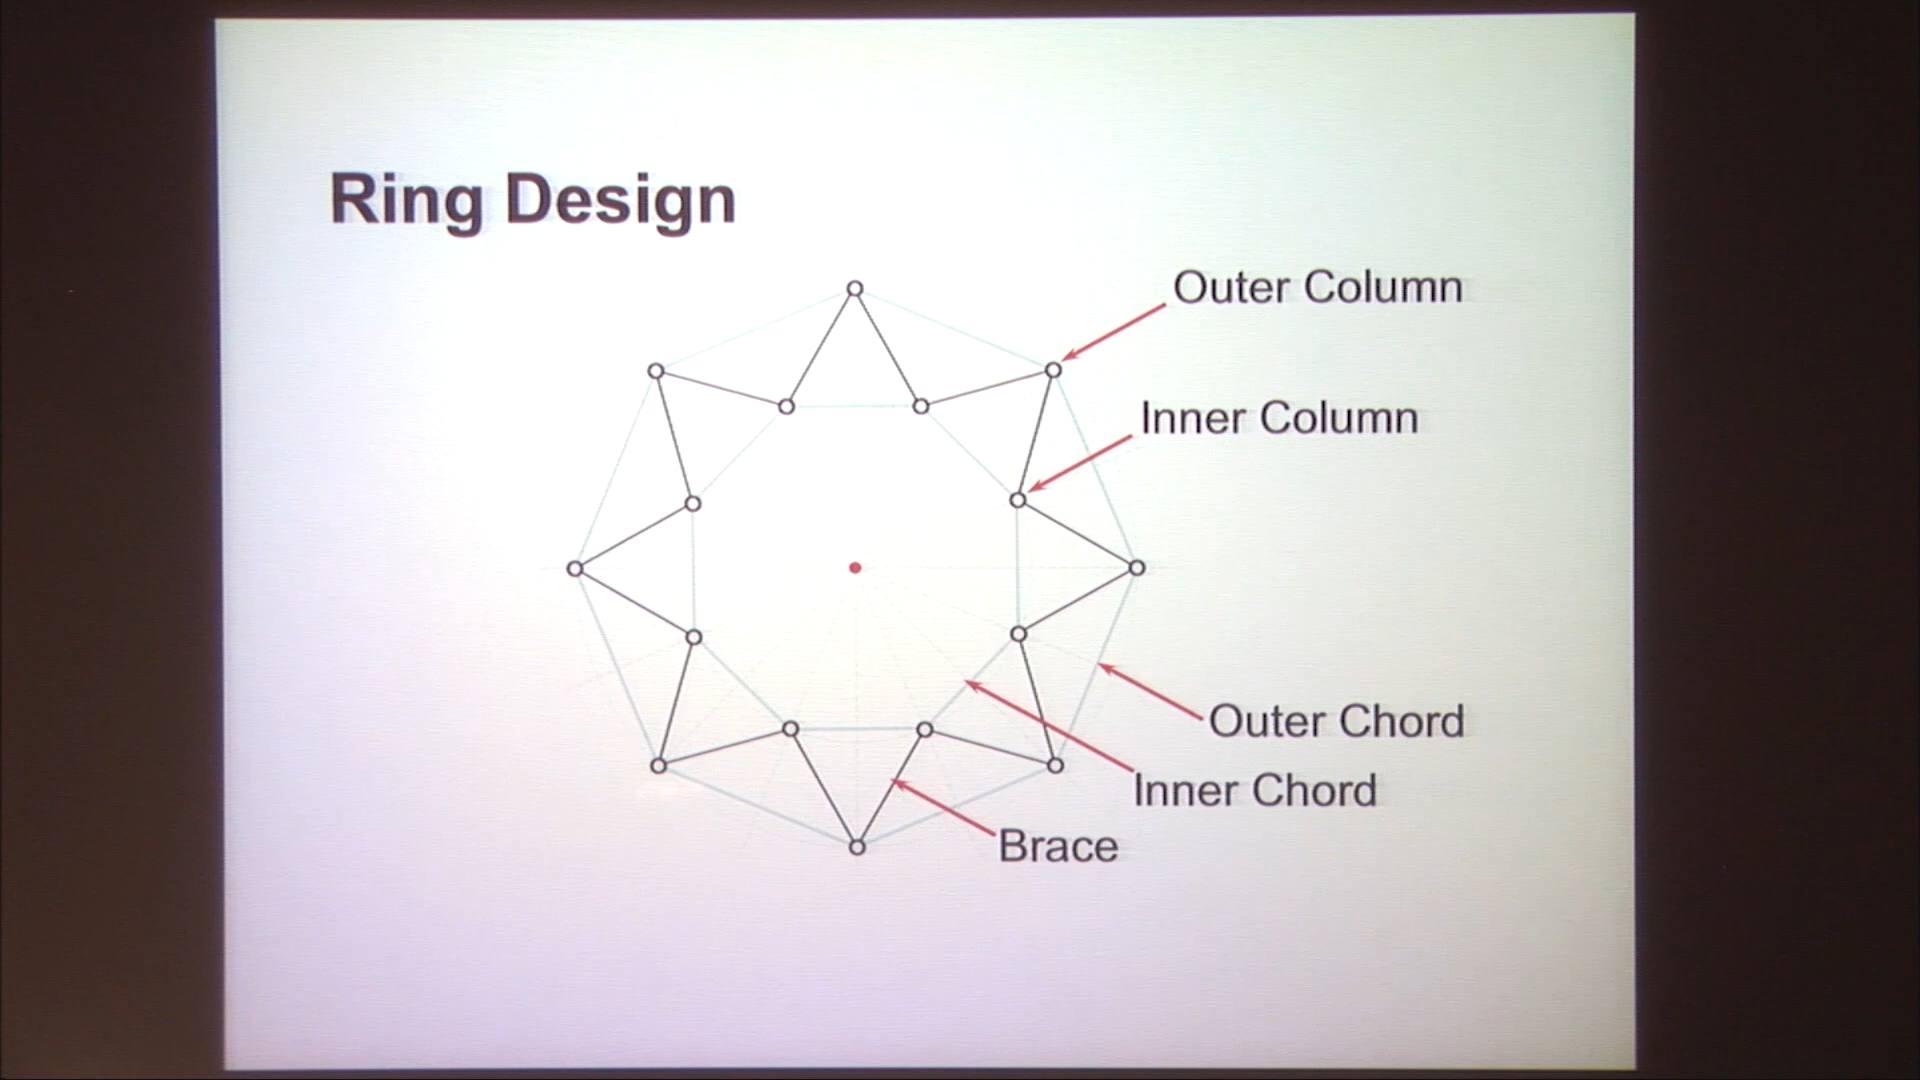 Ring Design
Outer Column
Inner Column
Outer Chord
Inner Chord
Brace